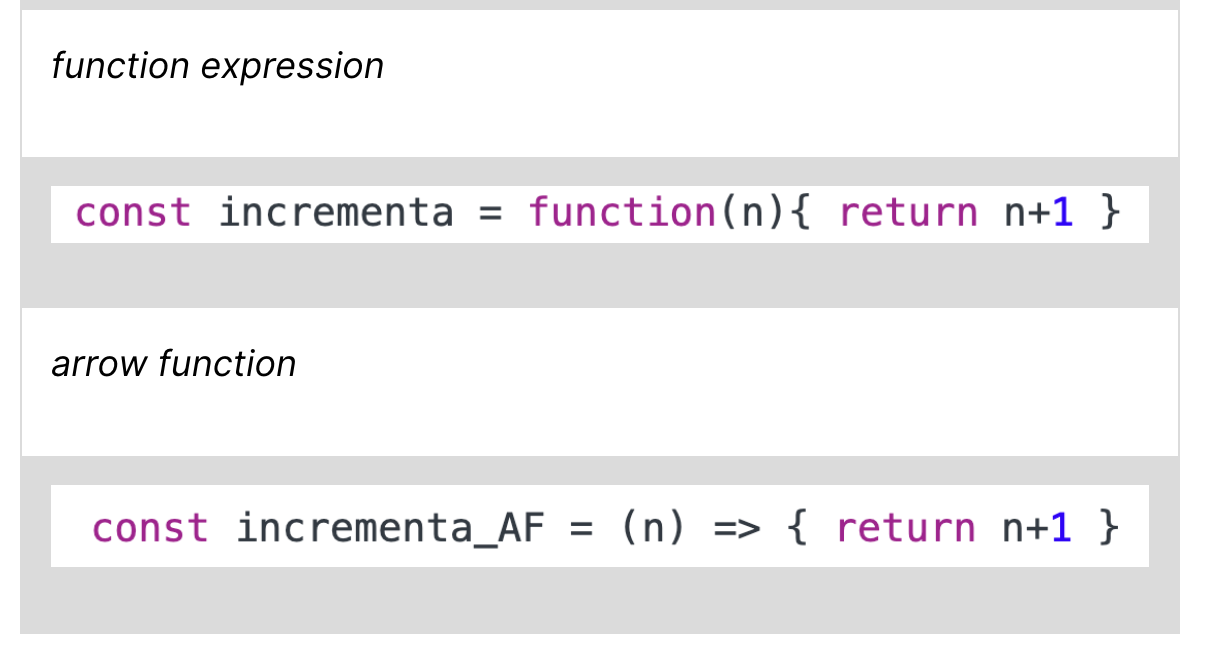 function expression
const incrementa = function(n){ return n+1 }
arrow function
const incrementa_AF = (n) => { return n+1 }